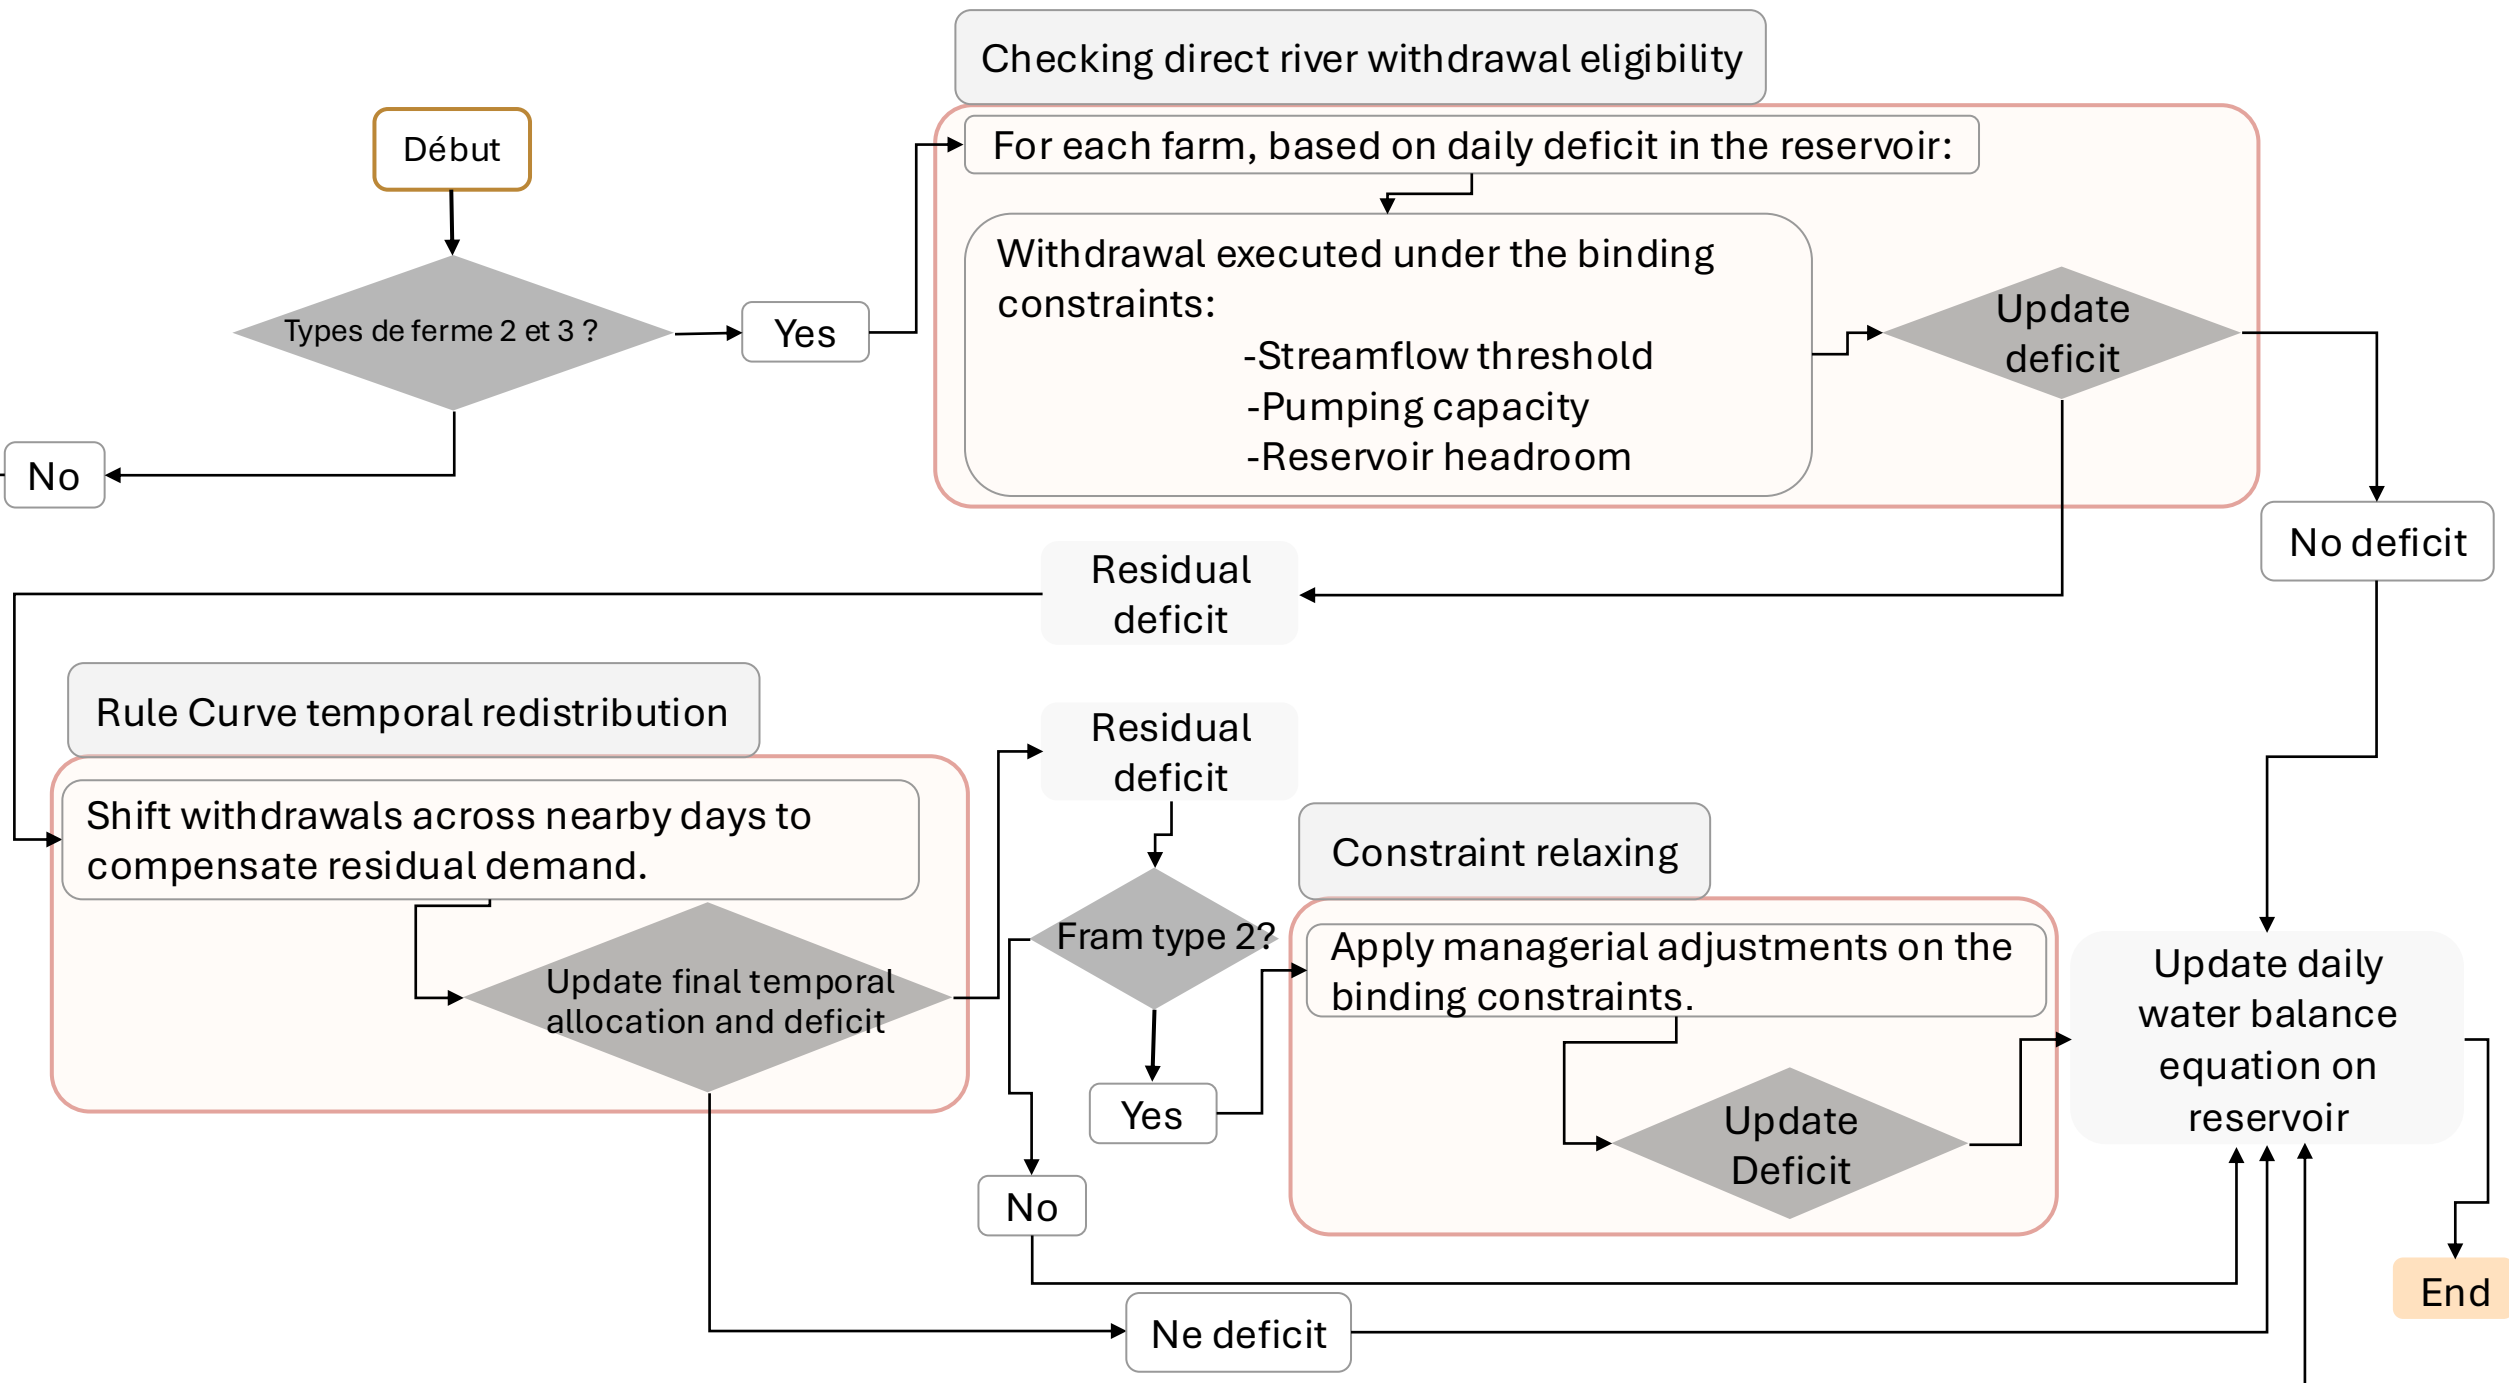 Checking direct river withdrawal eligibility
Début
For each farm, based on daily deficit in the reservoir:
Types de ferme 2 et 3 ?
Yes
No
Withdrawal executed under the binding
constraints:
-Streamflow threshold
-Pumping capacity
-Reservoir headroom
Update
deficit
No deficit
Residual
deficit
Rule Curve temporal redistribution
Shift withdrawals across nearby days to
compensate residual demand.
Update final temporal
allocation and deficit
Residual
deficit
Fram type 2?
Yes
No
Constraint relaxing
Apply managerial adjustments on the
binding constraints.
Update
Deficit
Update daily
water balance
equation on
reservoir
Ne deficit
End